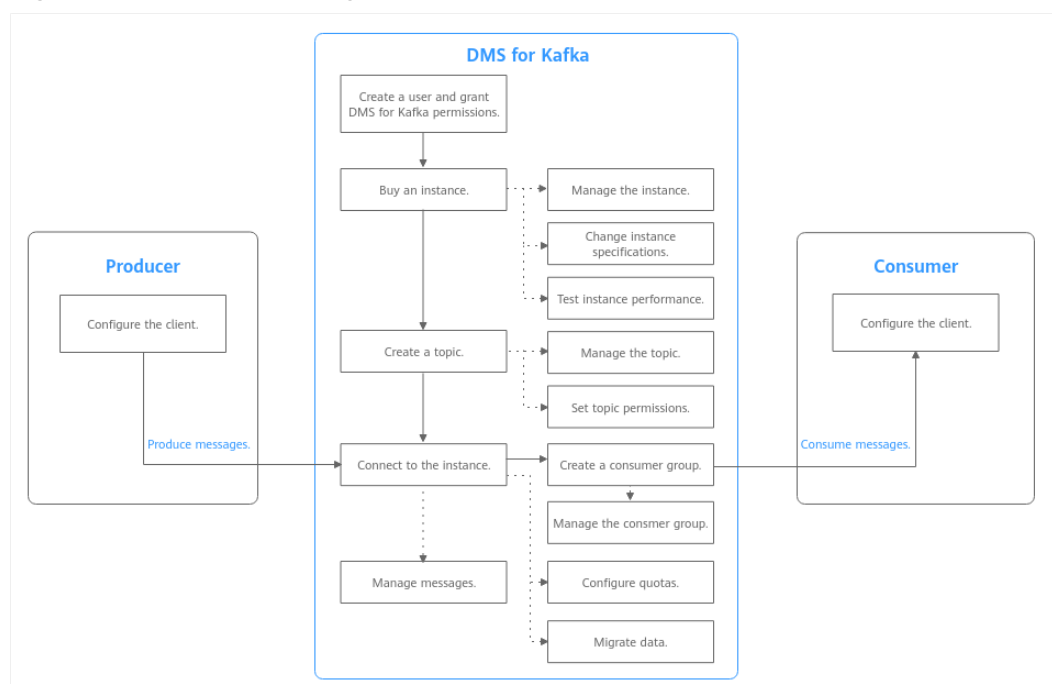 DMS for Kafka
Create a user and grant
DMS for Kafka permissions.
Buy an instance.
Manage the instance.
Change instance
specifications.
Test instance performance.
Producer
Configure the client.
Consumer
Configure the client.
Create a topic.
Manage the topic.
Set topic permissions.
Produce messages.
Connect to the instance.
Create a consumer group.
Consume messages.
Manage the consmer group.
Manage messages.
Configure quotas.
Migrate data.